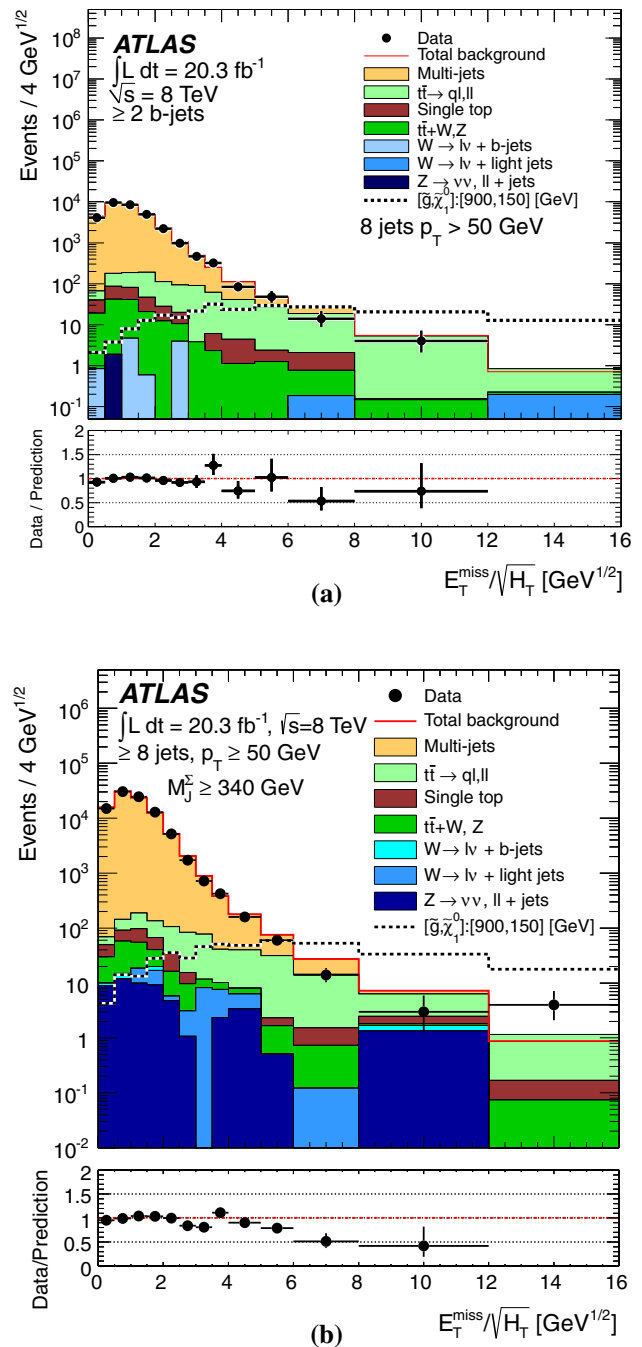 ATLAS
∫L dt = 20.3 fb⁻¹
√s = 8 TeV
≥ 2 b-jets
Data
Total background
Multi-jets
tt̄→ ql,ll
Single top
tt̄+W,Z
W→ lν + b-jets
W→ lν + light jets
Z→ νν, ll + jets
[g̃,χ̃₁⁰]:[900,150] [GeV]
8 jets p_T > 50 GeV
Events / 4 GeV^1/2
10⁸
10⁷
10⁶
10⁵
10⁴
10³
10²
10
1
10⁻¹
Data / Prediction
2
1.5
1
0.5
0
0 2 4 6 8 10 12 14 16
E_T^miss/√H_T [GeV^1/2]
(a)
ATLAS
∫L dt = 20.3 fb⁻¹, √s=8 TeV
≥ 8 jets, p_T ≥ 50 GeV
M_J^Σ ≥ 340 GeV
Data
Total background
Multi-jets
tt̄ → ql,ll
Single top
tt̄+W, Z
W→ lν + b-jets
W→ lν + light jets
Z→ νν, ll + jets
[g̃,χ̃₁⁰]:[900,150] [GeV]
Events / 4 GeV^1/2
10⁶
10⁵
10⁴
10³
10²
10
1
10⁻¹
10⁻²
Data/Prediction
2
1.5
1
0.5
0
0 2 4 6 8 10 12 14 16
E_T^miss/√H_T [GeV^1/2]
(b)